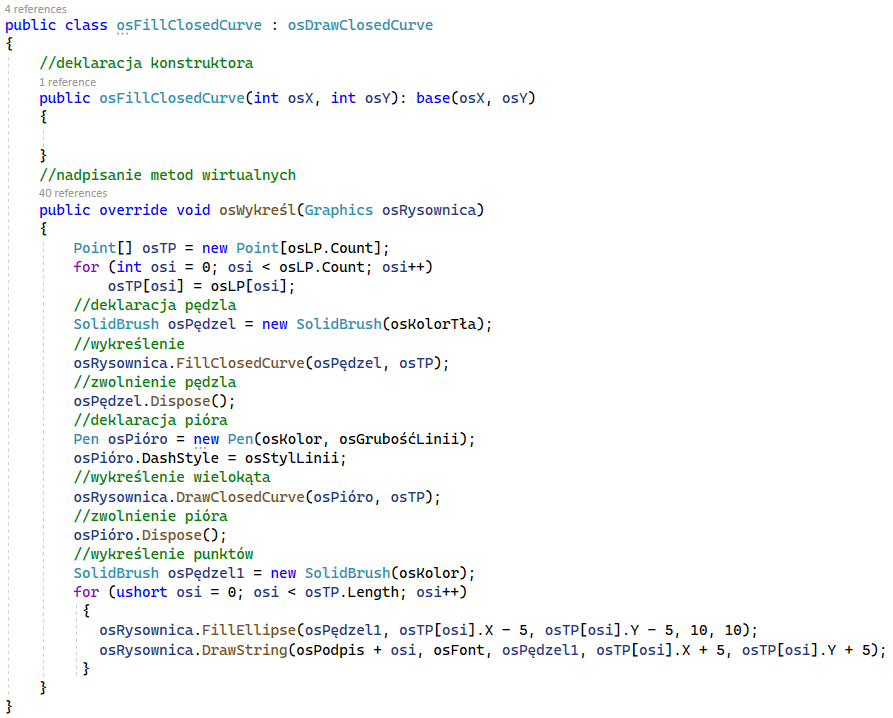 4 references
public class osFillClosedCurve : osDrawClosedCurve
{
//deklaracja konstruktora
1 reference
public osFillClosedCurve(int osX, int osY): base(osX, osY)
{
}
//nadpisanie metod wirtualnych
40 references
public override void osWykreśl(Graphics osRysownica)
{
Point[] osTP = new Point[osLP.Count];
for (int osi = 0; osi < osLP.Count; osi++)
osTP[osi] = osLP[osi];
//deklaracja pędzla
SolidBrush osPędzel = new SolidBrush(osKolorTła);
//wykreślenie
osRysownica.FillClosedCurve(osPędzel, osTP);
//zwolnienie pędzla
osPędzel.Dispose();
//deklaracja pióra
Pen osPióro = new Pen(osKolor, osGrubośćLinii);
osPióro.DashStyle = osStylLinii;
//wykreślenie wielokąta
osRysownica.DrawClosedCurve(osPióro, osTP);
//zwolnienie pióra
osPióro.Dispose();
//wykreślenie punktów
SolidBrush osPędzel1 = new SolidBrush(osKolor);
for (ushort osi = 0; osi < osTP.Length; osi++)
{
osRysownica.FillEllipse(osPędzel1, osTP[osi].X - 5, osTP[osi].Y - 5, 10, 10);
osRysownica.DrawString(osPodpis + osi, osFont, osPędzel1, osTP[osi].X + 5, osTP[osi].Y + 5);
}
}
}